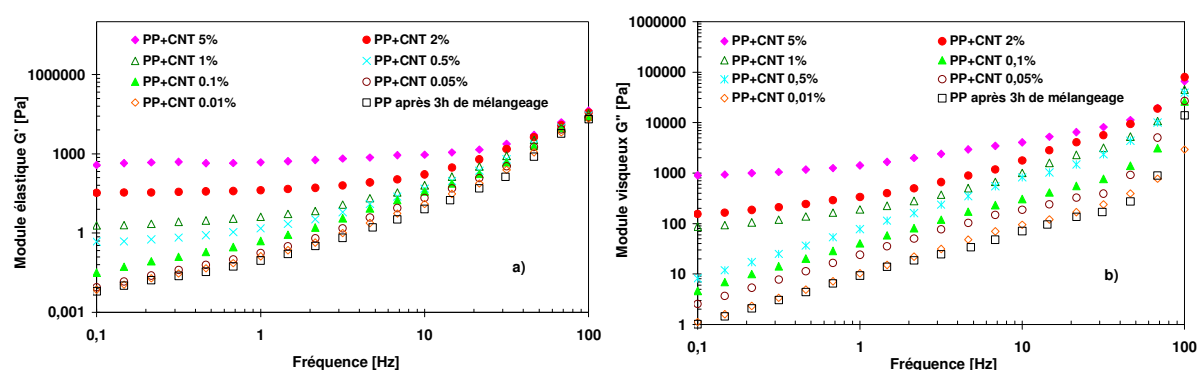 PP+CNT 5%
PP+CNT 2%
PP+CNT 1%
PP+CNT 0.5%
PP+CNT 0.1%
PP+CNT 0.05%
PP+CNT 0.01%
PP après 3h de mélangeage
Module élastique G' [Pa]
1000000
1000
1
0,001
0,1
1
10
100
Fréquence [Hz]
a)
PP+CNT 5%
PP+CNT 2%
PP+CNT 1%
PP+CNT 0,1%
PP+CNT 0,5%
PP+CNT 0,05%
PP+CNT 0,01%
PP après 3h de mélangeage
Module visqueux G" [Pa]
1000000
100000
10000
1000
100
10
1
0,1
1
10
100
Fréquence [Hz]
b)